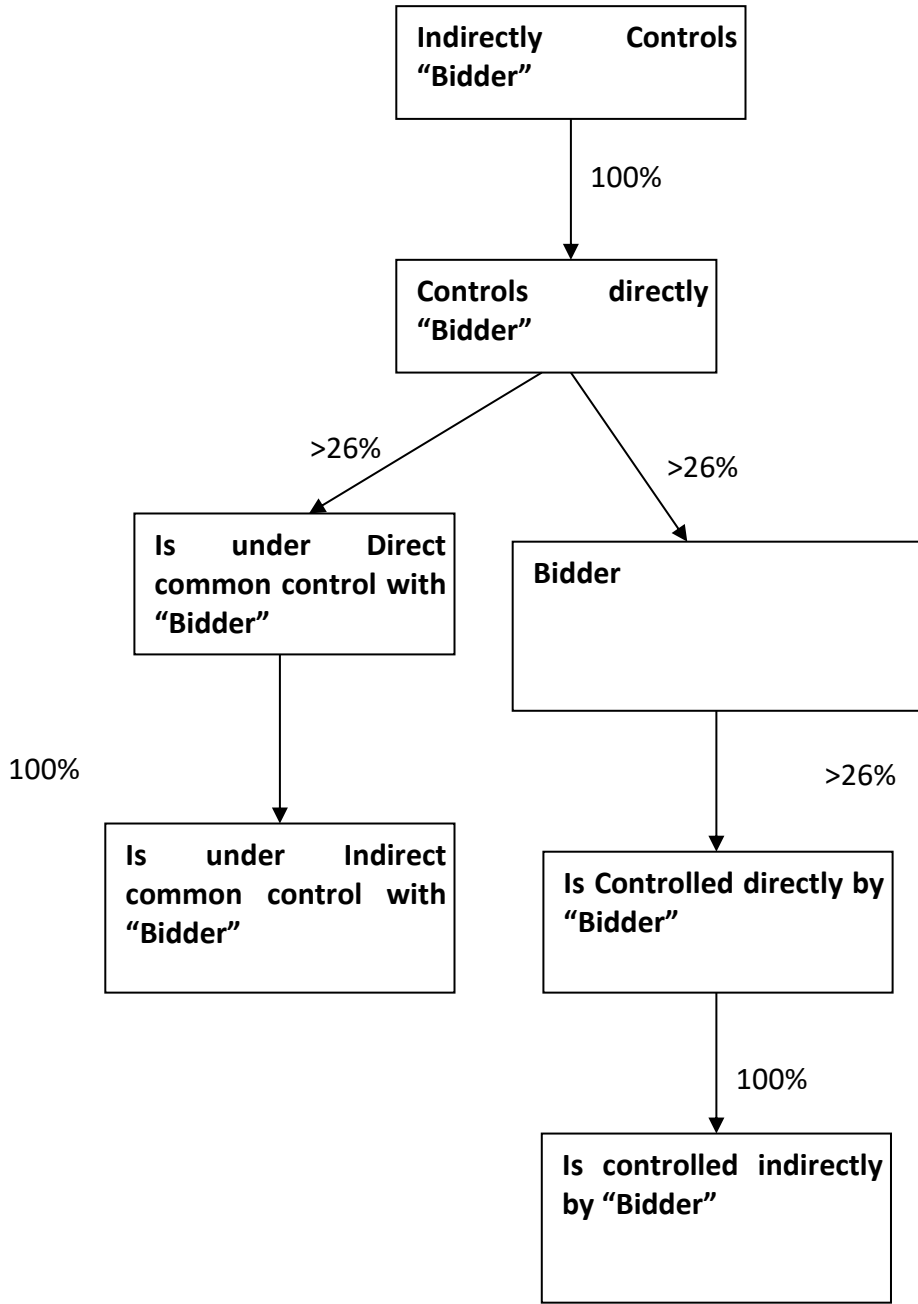 Indirectly Controls
“Bidder”
100%
Controls directly
“Bidder”
>26%
>26%
Is under Direct
common control with
“Bidder”
Bidder
100%
>26%
Is under Indirect
common control with
“Bidder”
Is Controlled directly by
“Bidder”
100%
Is controlled indirectly
by “Bidder”